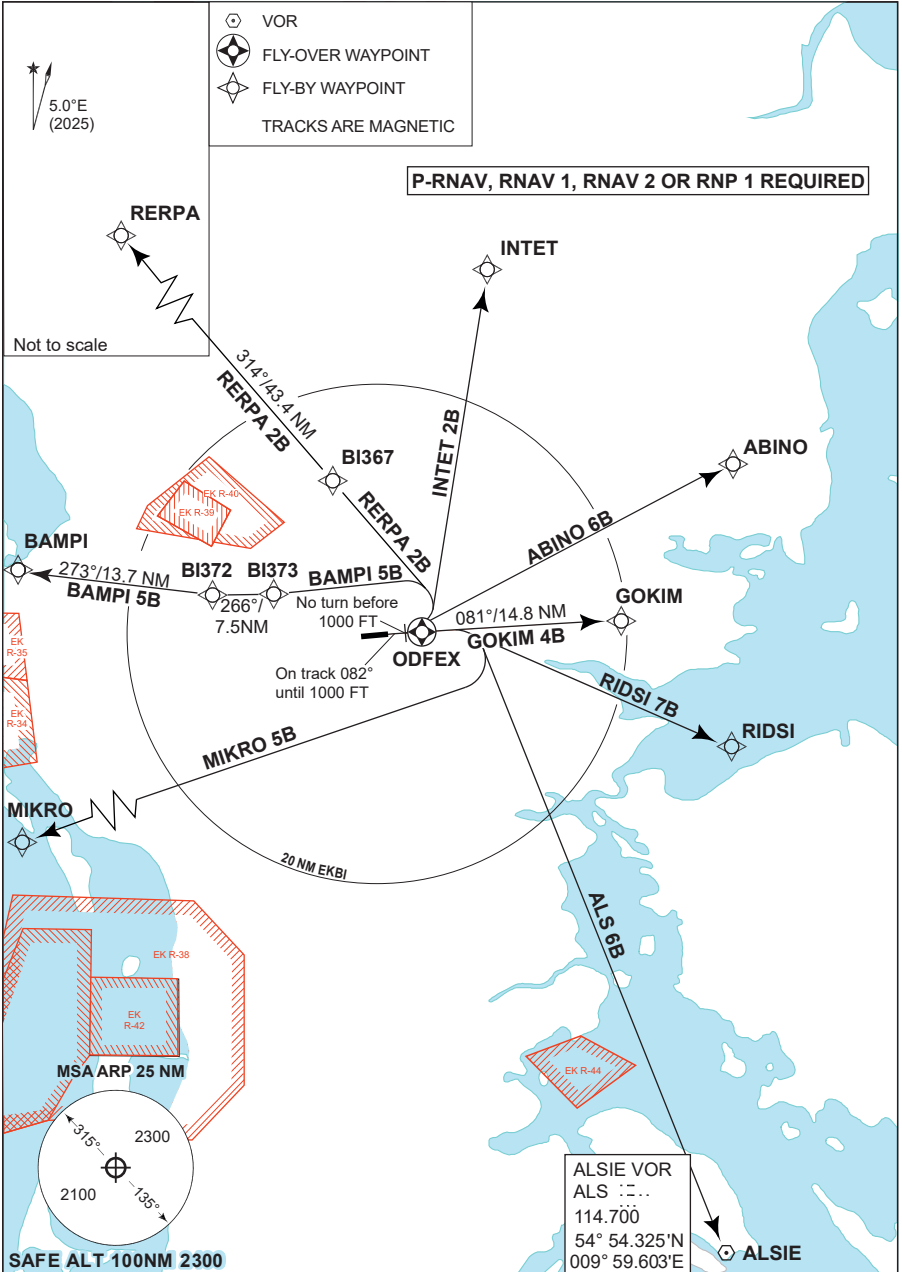 VOR
FLY-OVER WAYPOINT
FLY-BY WAYPOINT
TRACKS ARE MAGNETIC
5.0°E
(2025)
P-RNAV, RNAV 1, RNAV 2 OR RNP 1 REQUIRED
RERPA
INTET
Not to scale
314°/43.4 NM
RERPA 2B
INTET 2B
ABINO
BI367
EK R-40
EK R-39
RERPA 2B
ABINO 6B
BAMPI
273°/13.7 NM
BAMPI 5B
BI372
BI373
BAMPI 5B
266°/
7.5NM
No turn before
1000 FT
081°/14.8 NM
GOKIM 4B
GOKIM
ODFEX
On track 082°
until 1000 FT
EK
R-35
EK
R-34
RIDSI 7B
RIDSI
MIKRO 5B
MIKRO
20 NM EKBI
ALS 6B
EK R-38
EK
R-42
EK R-44
MSA ARP 25 NM
315°
2300
2100
135°
SAFE ALT 100NM 2300
ALSIE VOR
ALS
114.700
54° 54.325'N
009° 59.603'E
ALSIE